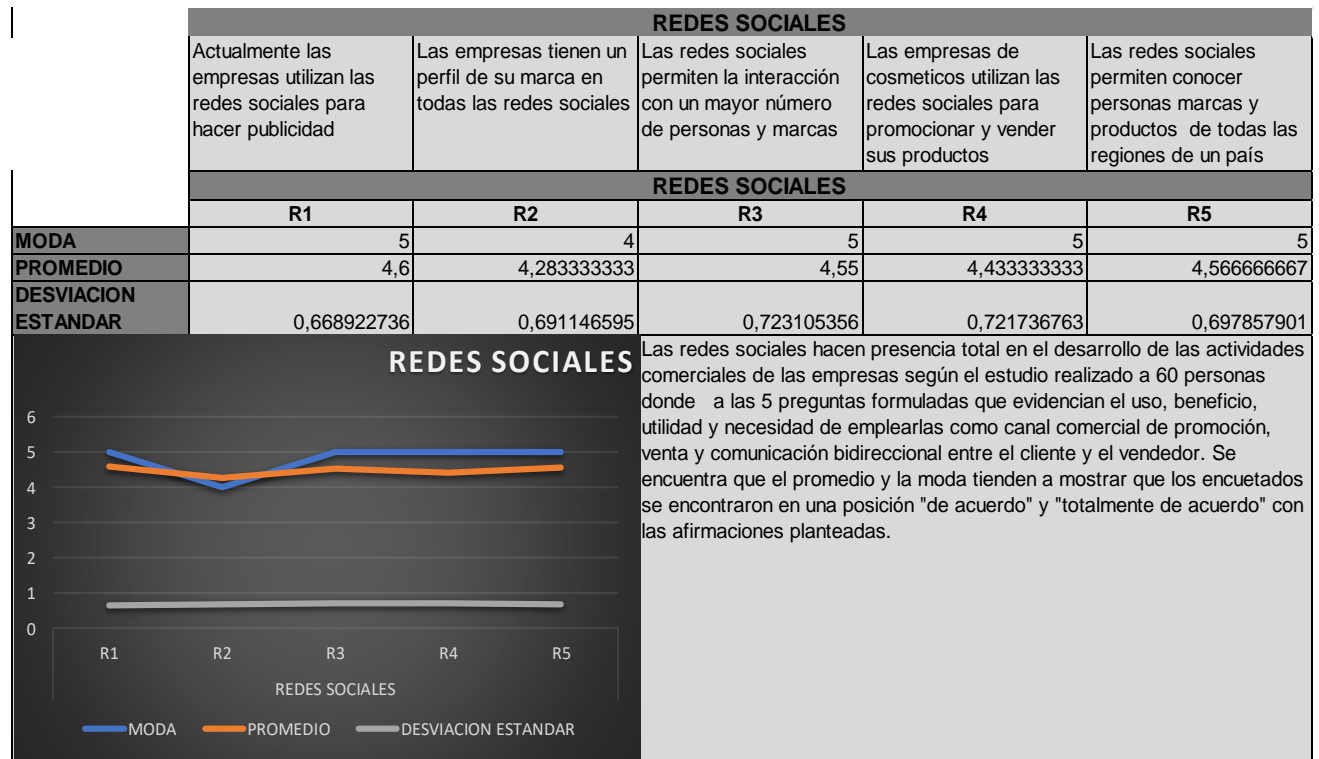 REDES SOCIALES
Actualmente las
empresas utilizan las
redes sociales para
hacer publicidad
Las empresas tienen un
perfil de su marca en
todas las redes sociales
Las redes sociales
permiten la interacción
con un mayor número
de personas y marcas
Las empresas de
cosmeticos utilizan las
redes sociales para
promocionar y vender
sus productos
Las redes sociales
permiten conocer
personas marcas y
productos de todas las
regiones de un país
REDES SOCIALES
R1 R2 R3 R4 R5
MODA 5 4 5 5 5
PROMEDIO 4,6 4,283333333 4,55 4,433333333 4,566666667
DESVIACION
ESTANDAR 0,668922736 0,691146595 0,723105356 0,721736763 0,697857901
REDES SOCIALES
6
5
4
3
2
1
0
R1 R2 R3 R4 R5
REDES SOCIALES
MODA PROMEDIO DESVIACION ESTANDAR
Las redes sociales hacen presencia total en el desarrollo de las actividades
comerciales de las empresas según el estudio realizado a 60 personas
donde a las 5 preguntas formuladas que evidencian el uso, beneficio,
utilidad y necesidad de emplearlas como canal comercial de promoción,
venta y comunicación bidireccional entre el cliente y el vendedor. Se
encuentra que el promedio y la moda tienden a mostrar que los encuetados
se encontraron en una posición "de acuerdo" y "totalmente de acuerdo" con
las afirmaciones planteadas.